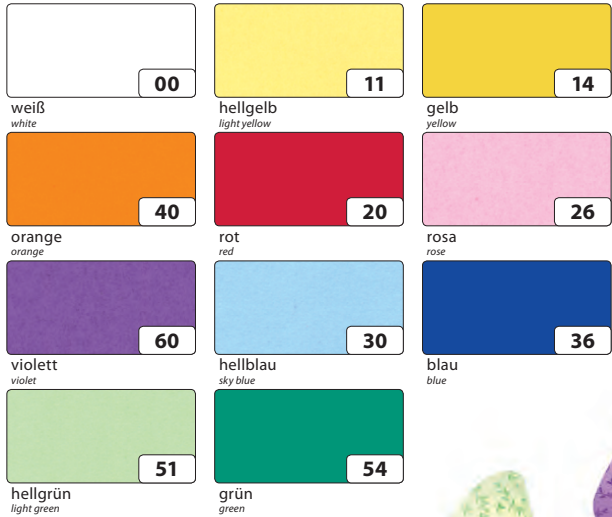 00
weiß
white
11
hellgelb
light yellow
14
gelb
yellow
40
orange
orange
20
rot
red
26
rosa
rose
60
violett
violet
30
hellblau
sky blue
36
blau
blue
51
hellgrün
light green
54
grün
green